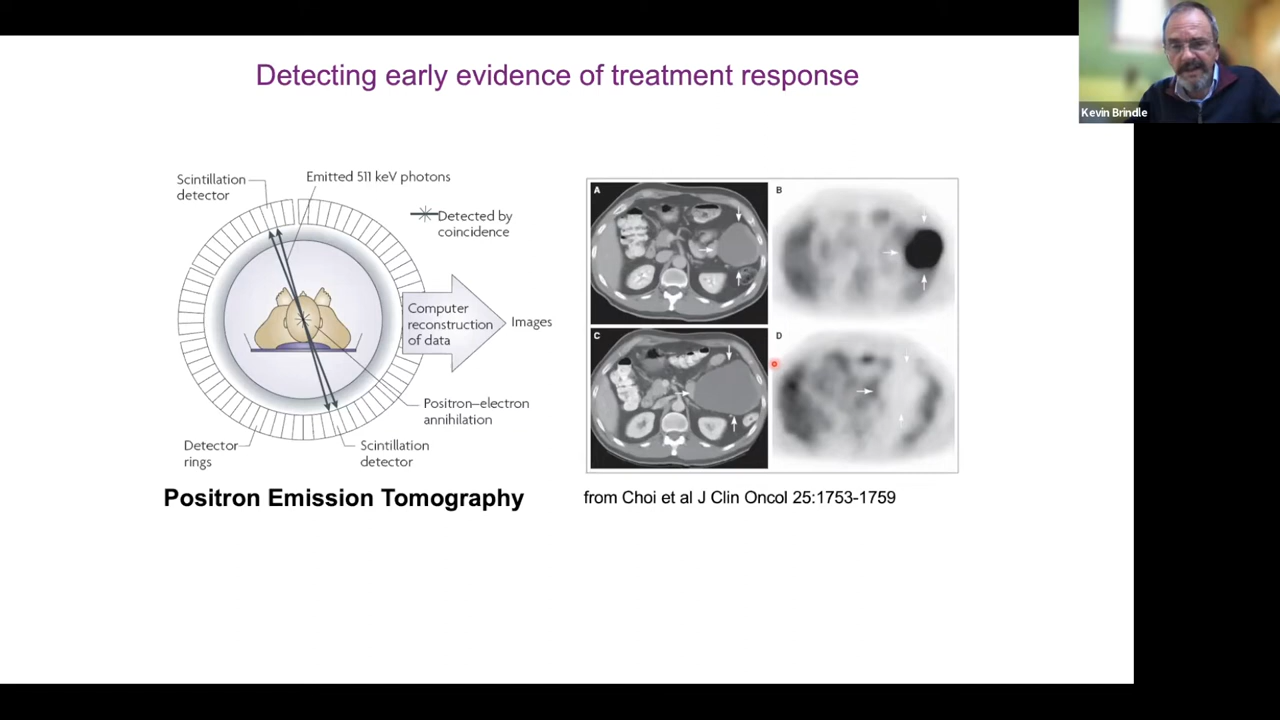 Detecting early evidence of treatment response
Kevin Brindle
Scintillation
detector
Emitted 511 keV photons
Detected by
coincidence
Computer
reconstruction
of data
Images
Positron–electron
annihilation
Detector
rings
Scintillation
detector
Positron Emission Tomography
A
B
C
D
from Choi et al J Clin Oncol 25:1753-1759